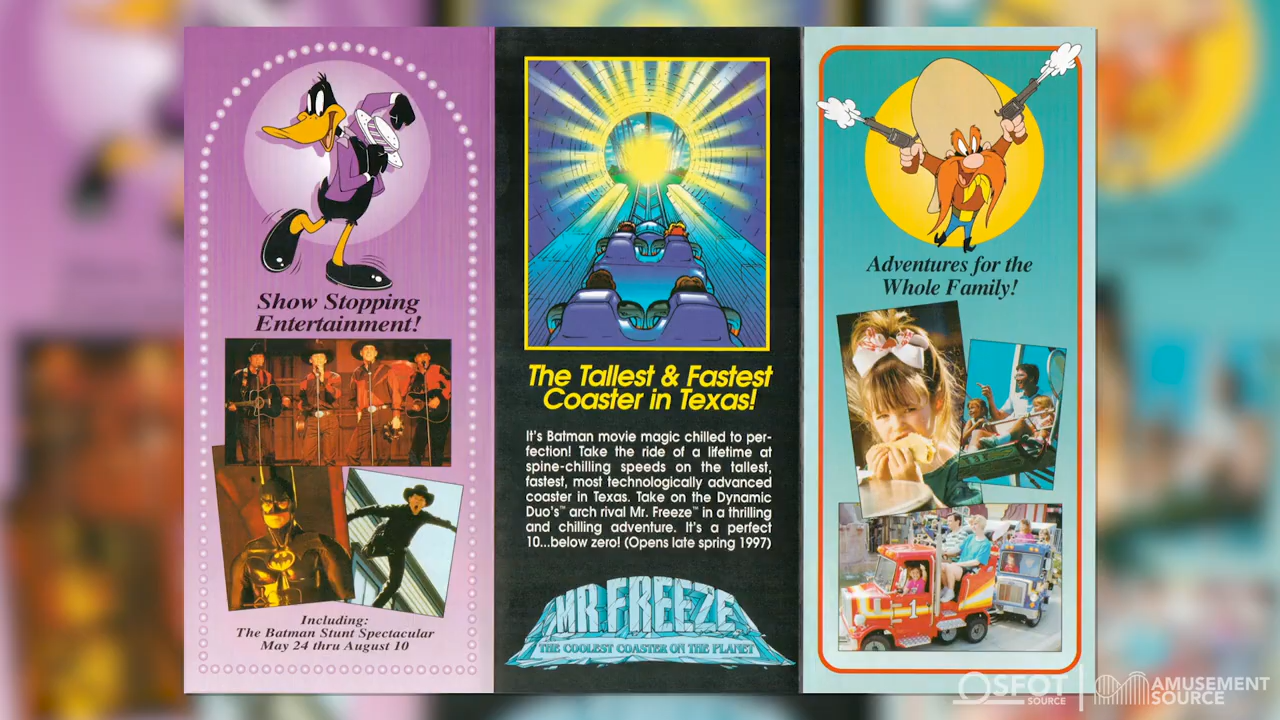 Show Stopping
Entertainment!
Including:
The Batman Stunt Spectacular
May 24 thru August 10
The Tallest & Fastest
Coaster in Texas!
It's Batman movie magic chilled to per-
fection! Take the ride of a lifetime at
spine-chilling speeds on the tallest,
fastest, most technologically advanced
coaster in Texas. Take on the Dynamic
Duo's™ arch rival Mr. Freeze™ in a thrilling
and chilling adventure. It's a perfect
10...below zero! (Opens late spring 1997)
MR. FREEZE
THE COOLEST COASTER ON THE PLANET
Adventures for the
Whole Family!
1
SFOT
SOURCE
AMUSEMENT
SOURCE